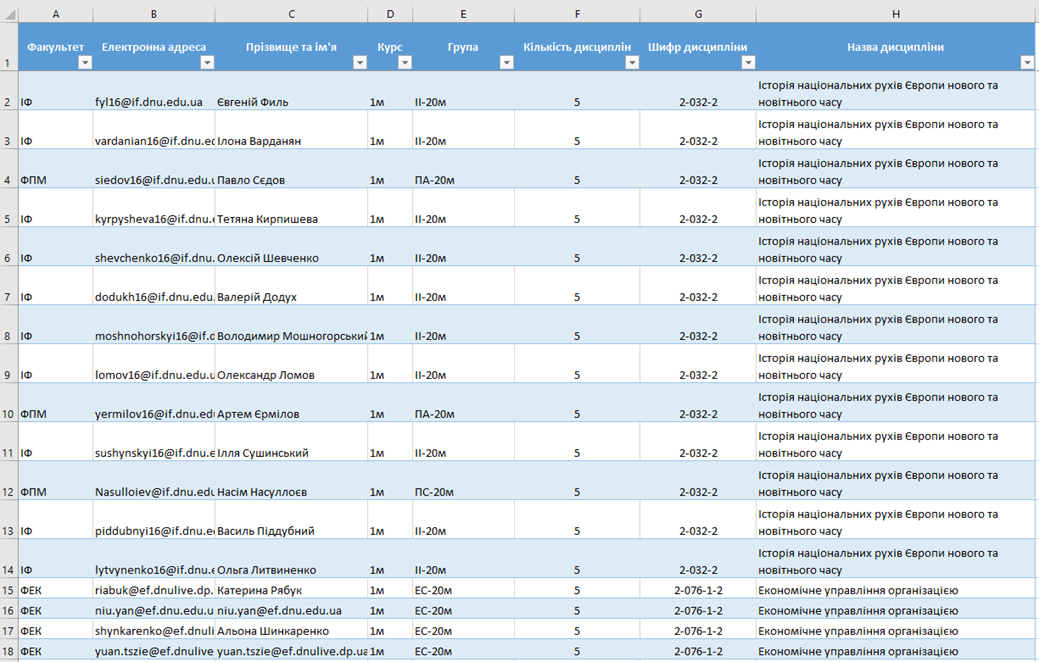 A B C D E F G H
1 Факультет Електронна адреса Прізвище та ім'я Курс Група Кількість дисциплін Шифр дисципліни Назва дисципліни
2 ІФ fyl16@if.dnu.edu.ua Євгеній Филь 1м ІІ-20м 5 2-032-2 Історія національних рухів Європи нового та
новітнього часу
3 ІФ vardanian16@if.dnu.ec Ілона Варданян 1м ІІ-20м 5 2-032-2 Історія національних рухів Європи нового та
новітнього часу
4 ФПМ siedov16@if.dnu.edu.u Павло Сєдов 1м ПА-20м 5 2-032-2 Історія національних рухів Європи нового та
новітнього часу
5 ІФ kyrpysheva16@if.dnu.e Тетяна Кирпишева 1м ІІ-20м 5 2-032-2 Історія національних рухів Європи нового та
новітнього часу
6 ІФ shevchenko16@if.dnu. Олексій Шевченко 1м ІІ-20м 5 2-032-2 Історія національних рухів Європи нового та
новітнього часу
7 ІФ dodukh16@if.dnu.edu. Валерій Додух 1м ІІ-20м 5 2-032-2 Історія національних рухів Європи нового та
новітнього часу
8 ІФ moshnohorskyi16@if.d Володимир Мошногорський 1м ІІ-20м 5 2-032-2 Історія національних рухів Європи нового та
новітнього часу
9 ІФ lomov16@if.dnu.edu.u Олександр Ломов 1м ІІ-20м 5 2-032-2 Історія національних рухів Європи нового та
новітнього часу
10 ФПМ yermilov16@if.dnu.edu Артем Єрмілов 1м ПА-20м 5 2-032-2 Історія національних рухів Європи нового та
новітнього часу
11 ІФ sushynskyi16@if.dnu.e Ілля Сушинський 1м ІІ-20м 5 2-032-2 Історія національних рухів Європи нового та
новітнього часу
12 ФПМ Nasulloiev@if.dnu.edu Насім Насуллоєв 1м ПС-20м 5 2-032-2 Історія національних рухів Європи нового та
новітнього часу
13 ІФ piddubnyi16@if.dnu.ec Василь Піддубний 1м ІІ-20м 5 2-032-2 Історія національних рухів Європи нового та
новітнього часу
14 ІФ lytvynenko16@if.dnu.e Ольга Литвиненко 1м ІІ-20м 5 2-032-2 Історія національних рухів Європи нового та
новітнього часу
15 ФЕК riabuk@ef.dnulive.dp. Катерина Рябук 1м ЕС-20м 5 2-076-1-2 Економічне управління організацією
16 ФЕК niu.yan@ef.dnu.edu.u niu.yan@ef.dnu.edu.ua 1м ЕС-20м 5 2-076-1-2 Економічне управління організацією
17 ФЕК shynkarenko@ef.dnuli Альона Шинкаренко 1м ЕС-20м 5 2-076-1-2 Економічне управління організацією
18 ФЕК yuan.tszie@ef.dnulive yuan.tszie@ef.dnulive.dp.ua 1м ЕС-20м 5 2-076-1-2 Економічне управління організацією